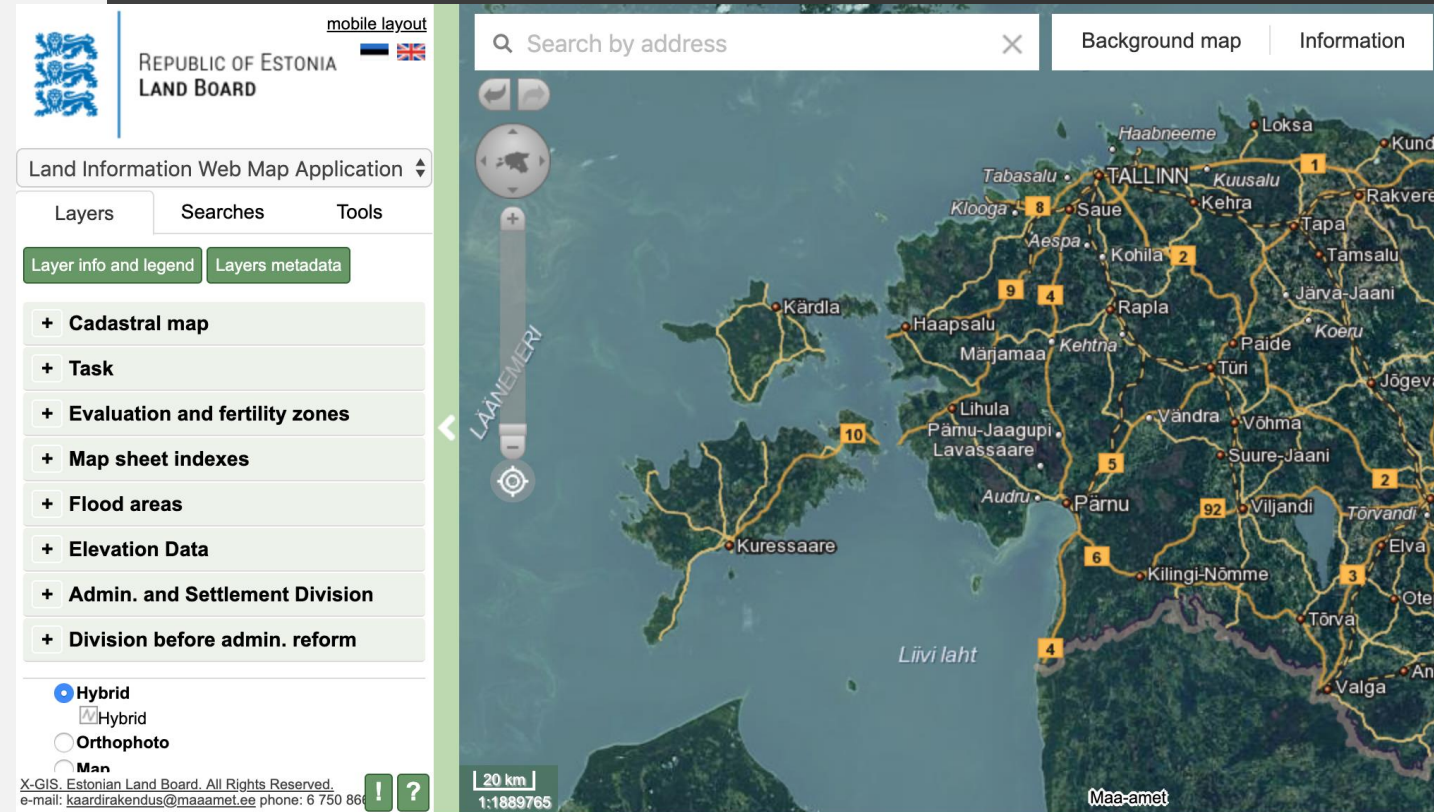 mobile layout
REPUBLIC OF ESTONIA
LAND BOARD
Land Information Web Map Application
Layers
Searches
Tools
Layer info and legend
Layers metadata
+ Cadastral map
+ Task
+ Evaluation and fertility zones
+ Map sheet indexes
+ Flood areas
+ Elevation Data
+ Admin. and Settlement Division
+ Division before admin. reform
Hybrid
Hybrid
Orthophoto
Map
X-GIS. Estonian Land Board. All Rights Reserved.
e-mail: kaardirakendus@maaamet.ee phone: 6 750 86
!
?
Search by address
Background map
Information
Loksa
Haabneeme
Kund
Tabasalu
TALLINN
Kuusalu
1
Rakvere
Klooga
8
Saue
Kehra
Tapa
Aespa
Kohila
2
Tamsalu
9
4
Järva-Jaani
Kärdla
Rapla
Haapsalu
Koeru
Märjamaa
Kehtna
Paide
Türi
Jõgeva
LÄÄNEMERI
Lihula
Vändra
Võhma
10
Pärnu-Jaagupi
Lavassaare
Suure-Jaani
5
2
Audru
Pärnu
92
Viljandi
Tõrvandi
Kuressaare
6
Elva
Kilingi-Nõmme
3
Ote
Tõrva
Liivi laht
4
An
Valga
20 km
1:1889765
Maa-amet